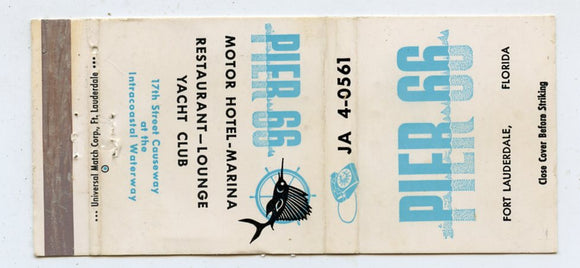 PIER 66
FORT LAUDERDALE, FLORIDA
Close Cover Before Striking
JA 4-0561
PIER 66
MOTOR HOTEL-MARINA
RESTAURANT—LOUNGE
YACHT CLUB
17th Street Causeway
at the
Intracoastal Waterway
••• Universal Match Corp., Ft. Lauderdale •••